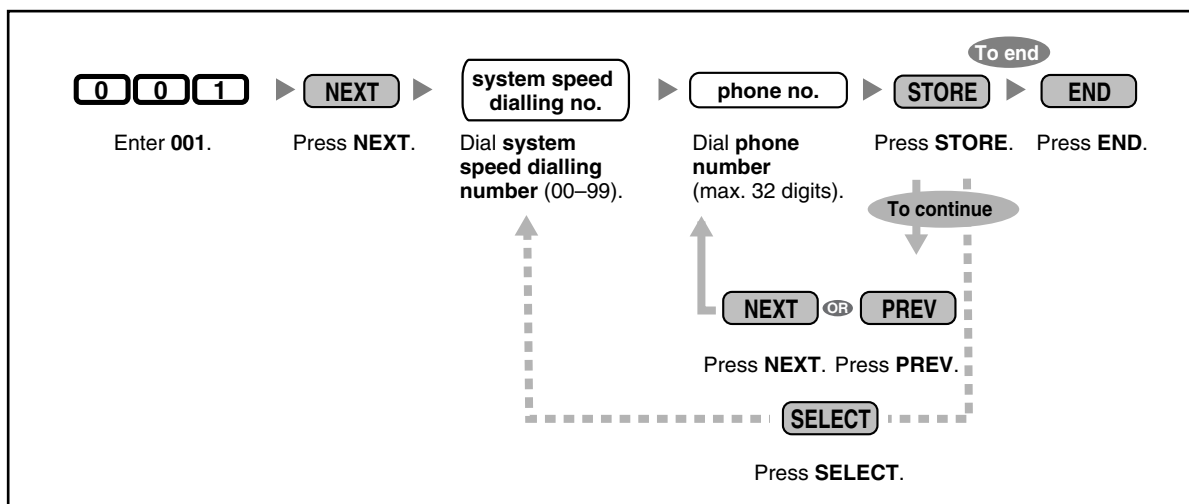 To end
0 0 1 NEXT system speed dialling no. phone no. STORE END
Enter 001.
Press NEXT.
Dial system
speed dialling
number (00–99).
Dial phone
number
(max. 32 digits).
Press STORE.
Press END.
To continue
NEXT OR PREV
Press NEXT. Press PREV.
SELECT
Press SELECT.